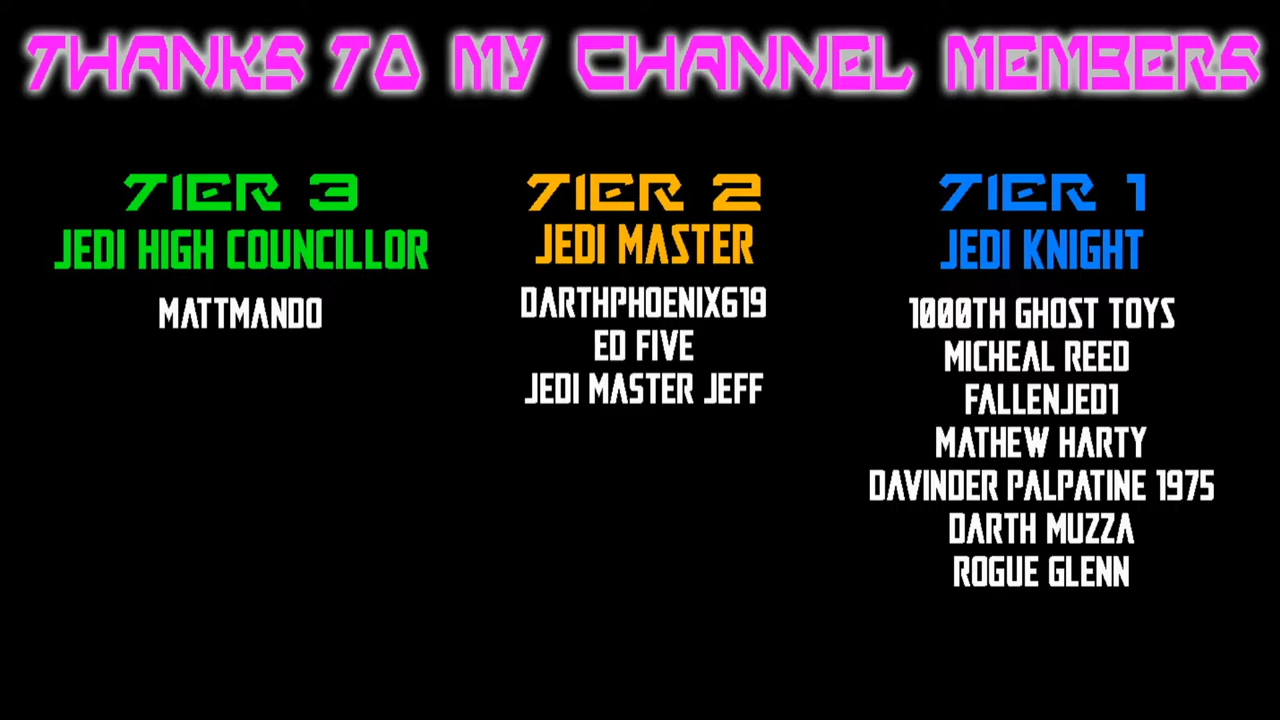 THANKS TO MY CHANNEL MEMBERS
TIER 3
JEDI HIGH COUNCILLOR
MATTMANDO
TIER 2
JEDI MASTER
DARTHPHOENIX619
ED FIVE
JEDI MASTER JEFF
TIER 1
JEDI KNIGHT
1000TH GHOST TOYS
MICHEAL REED
FALLENJED1
MATHEW HARTY
DAVINDER PALPATINE 1975
DARTH MUZZA
ROGUE GLENN